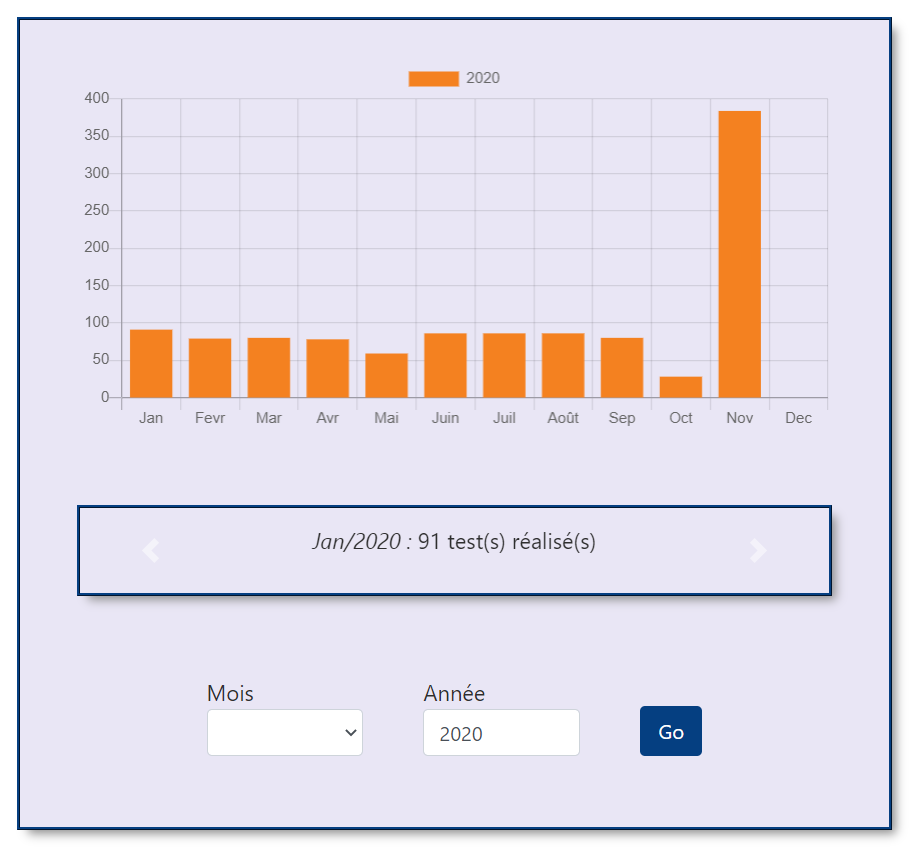 2020
400
350
300
250
200
150
100
50
0
Jan Fevr Mar Avr Mai Juin Juil Août Sep Oct Nov Dec
Jan/2020 : 91 test(s) réalisé(s)
Mois Année
2020 Go